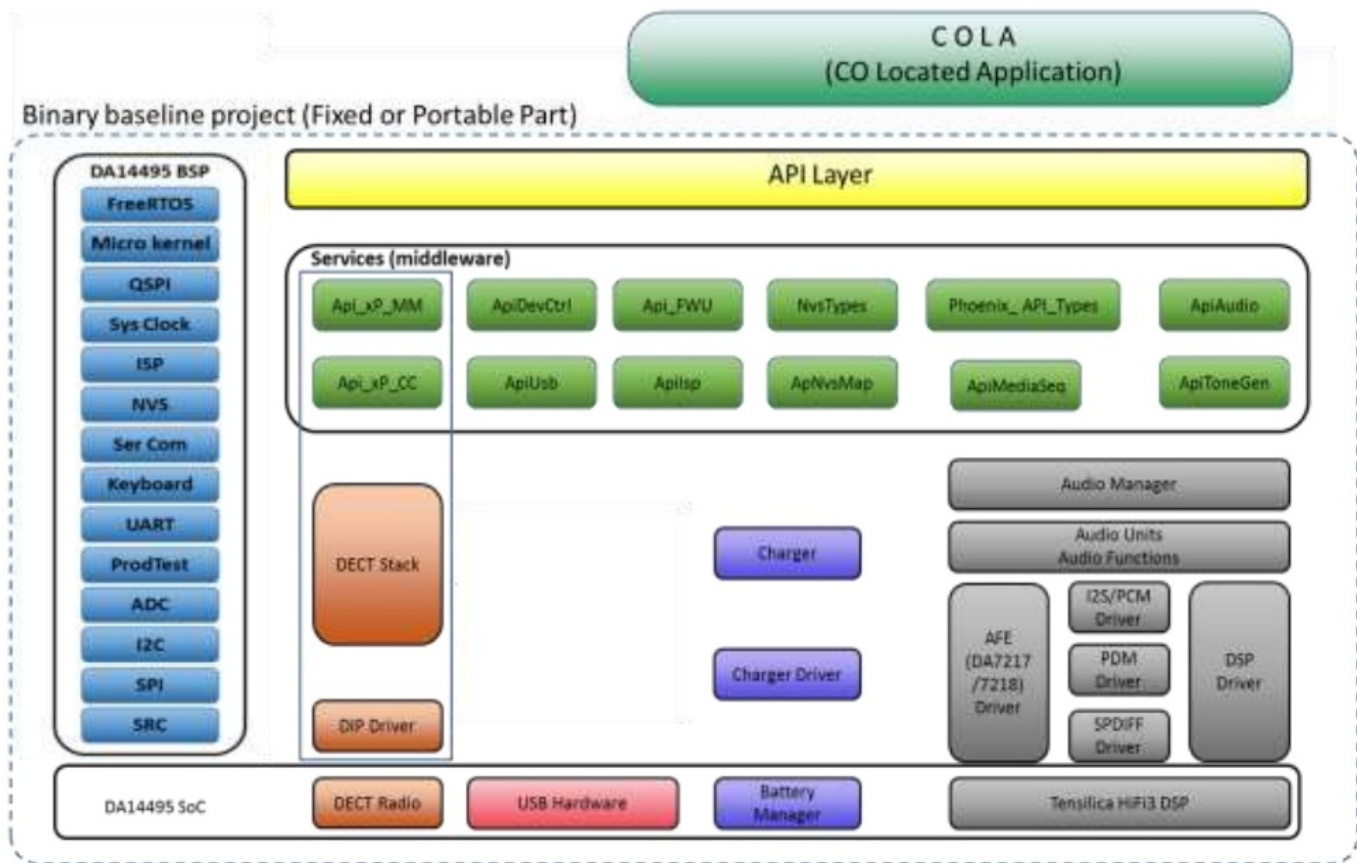 C O L A
(CO Located Application)
Binary baseline project (Fixed or Portable Part)
DA14495 BSP
FreeRTOS
Micro kernel
QSPI
Sys Clock
ISP
NVS
Ser Com
Keyboard
UART
ProdTest
ADC
I2C
SPI
SRC
API Layer
Services (middleware)
Api_xP_MM
ApiDevCtrl
Api_FWU
NvsTypes
Phoenix_ API_Types
ApiAudio
Api_xP_CC
ApiUsb
ApiIsp
ApNvsMap
ApiMediaSeq
ApiToneGen
DECT Stack
DIP Driver
Charger
Charger Driver
Audio Manager
Audio Units
Audio Functions
AFE
(DA7217
/7218)
Driver
I2S/PCM
Driver
PDM
Driver
SPDIFF
Driver
DSP
Driver
DA14495 SoC
DECT Radio
USB Hardware
Battery
Manager
Tensilica HiFi3 DSP